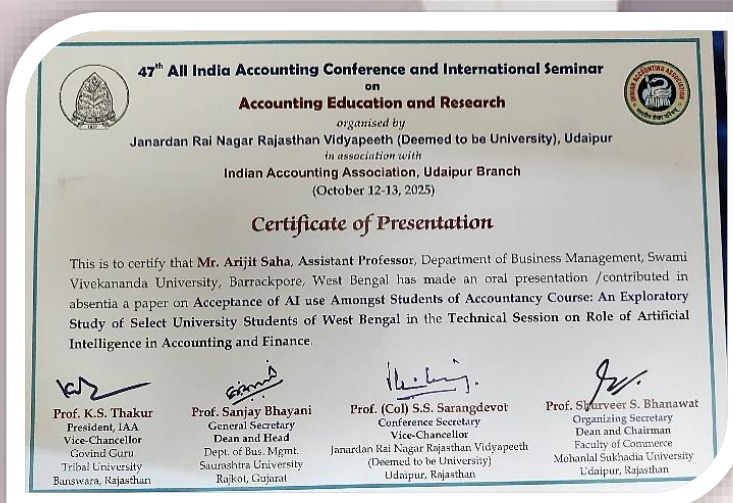 47th All India Accounting Conference and International Seminar
on
Accounting Education and Research
organised by
Janardan Rai Nagar Rajasthan Vidyapeeth (Deemed to be University), Udaipur
in association with
Indian Accounting Association, Udaipur Branch
(October 12-13, 2025)
Certificate of Presentation
This is to certify that Mr. Arijit Saha, Assistant Professor, Department of Business Management, Swami
Vivekananda University, Barrackpore, West Bengal has made an oral presentation /contributed in
absentia a paper on Acceptance of AI use Amongst Students of Accountancy Course: An Exploratory
Study of Select University Students of West Bengal in the Technical Session on Role of Artificial
Intelligence in Accounting and Finance.
Prof. K.S. Thakur
President, IAA
Vice-Chancellor
Govind Guru
Tribal University
Banswara, Rajasthan
Prof. Sanjay Bhayani
General Secretary
Dean and Head
Dept. of Bus. Mgmt.
Saurashtra University
Rajkot, Gujarat
Prof. (Col) S.S. Sarangdevot
Conference Secretary
Vice-Chancellor
Janardan Rai Nagar Rajasthan Vidyapeeth
(Deemed to be University)
Udaipur, Rajasthan
Prof. Shurveer S. Bhanawat
Organizing Secretary
Dean and Chairman
Faculty of Commerce
Mohanlal Sukhadia University
Udaipur, Rajasthan
INDIAN ACCOUNTING ASSOCIATION
1937